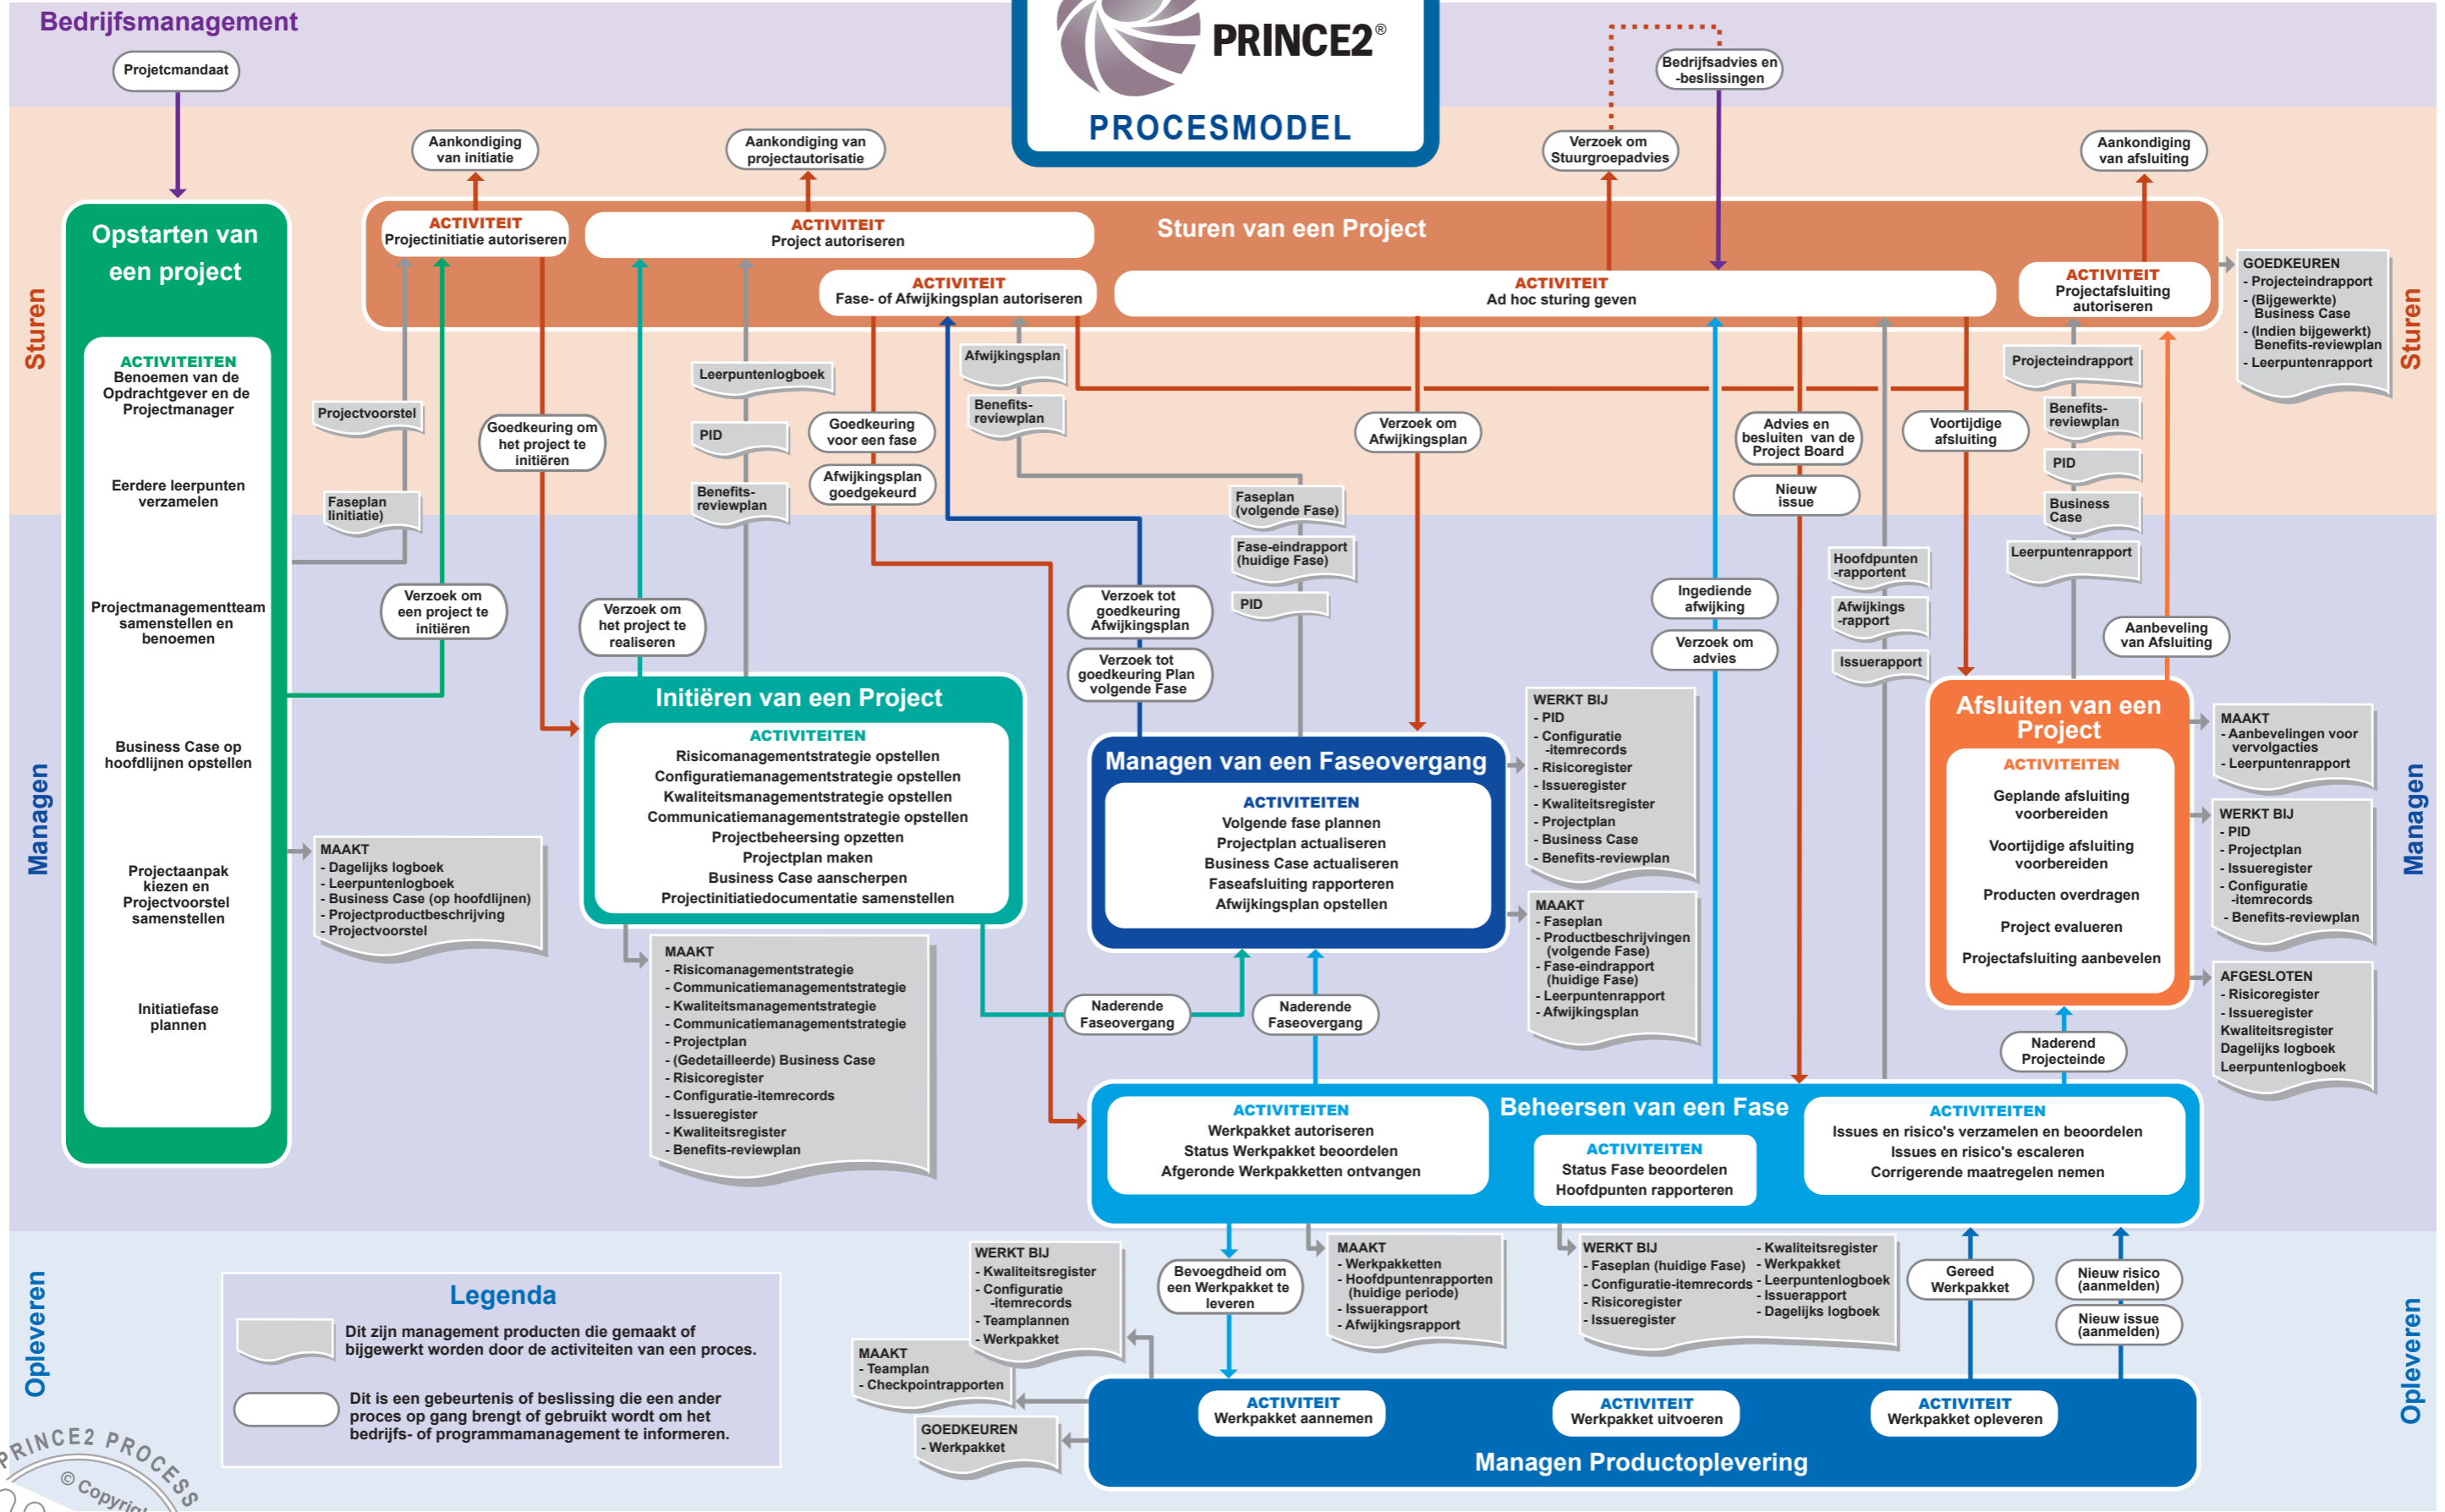 Bedrijfsmanagement
PRINCE2®
PROCESMODEL
Projetcmandaat
Bedrijfsadvies en
-beslissingen
Aankondiging
van initiatie
Aankondiging van
projectautorisatie
Verzoek om
Stuurgroepadvies
Aankondiging
van afsluiting
Sturen
Sturen van een Project
ACTIVITEIT
Projectinitiatie autoriseren
ACTIVITEIT
Project autoriseren
ACTIVITEIT
Fase- of Afwijkingsplan autoriseren
ACTIVITEIT
Ad hoc sturing geven
ACTIVITEIT
Projectafsluiting
autoriseren
GOEDKEUREN
- Projecteindrapport
- (Bijgewerkte)
Business Case
- (Indien bijgewerkt)
Benefits-reviewplan
- Leerpuntenrapport
Sturen
Opstarten van
een project
ACTIVITEITEN
Benoemen van de
Opdrachtgever en de
Projectmanager
Eerdere leerpunten
verzamelen
Projectmanagementteam
samenstellen en
benoemen
Business Case op
hoofdlijnen opstellen
Projectaanpak
kiezen en
Projectvoorstel
samenstellen
Initiatiefase
plannen
Projectvoorstel
Faseplan
Iinitiatie)
Verzoek om
een project te
initiëren
Goedkeuring om
het project te
initiëren
Verzoek om
het project te
realiseren
Leerpuntenlogboek
PID
Benefits-
reviewplan
Goedkeuring
voor een fase
Afwijkingsplan
goedgekeurd
Afwijkingsplan
Benefits-
reviewplan
Faseplan
(volgende Fase)
Fase-eindrapport
(huidige Fase)
PID
Verzoek tot
goedkeuring
Afwijkingsplan
Verzoek tot
goedkeuring Plan
volgende Fase
Verzoek om
Afwijkingsplan
Ingediende
afwijking
Verzoek om
advies
Advies en
besluiten van de
Project Board
Nieuw
issue
Hoofdpunten
-rapportent
Afwijkings
-rapport
Issuerapport
Voortijdige
afsluiting
Projecteindrapport
Benefits-
reviewplan
PID
Business
Case
Leerpuntenrapport
Aanbeveling
van Afsluiting
Managen
MAAKT
- Dagelijks logboek
- Leerpuntenlogboek
- Business Case (op hoofdlijnen)
- Projectproductbeschrijving
- Projectvoorstel
Initiëren van een Project
ACTIVITEITEN
Risicomanagementstrategie opstellen
Configuratiemanagementstrategie opstellen
Kwaliteitsmanagementstrategie opstellen
Communicatiemanagementstrategie opstellen
Projectbeheersing opzetten
Projectplan maken
Business Case aanscherpen
Projectinitiatiedocumentatie samenstellen
MAAKT
- Risicomanagementstrategie
- Communicatiemanagementstrategie
- Kwaliteitsmanagementstrategie
- Communicatiemanagementstrategie
- Projectplan
- (Gedetailleerde) Business Case
- Risicoregister
- Configuratie-itemrecords
- Issueregister
- Kwaliteitsregister
- Benefits-reviewplan
Managen van een Faseovergang
ACTIVITEITEN
Volgende fase plannen
Projectplan actualiseren
Business Case actualiseren
Faseafsluiting rapporteren
Afwijkingsplan opstellen
WERKT BIJ
- PID
- Configuratie
-itemrecords
- Risicoregister
- Issueregister
- Kwaliteitsregister
- Projectplan
- Business Case
- Benefits-reviewplan
MAAKT
- Faseplan
- Productbeschrijvingen
(volgende Fase)
- Fase-eindrapport
(huidige Fase)
- Leerpuntenrapport
- Afwijkingsplan
Afsluiten van een
Project
ACTIVITEITEN
Geplande afsluiting
voorbereiden
Voortijdige afsluiting
voorbereiden
Producten overdragen
Project evalueren
Projectafsluiting aanbevelen
MAAKT
- Aanbevelingen voor
vervolgacties
- Leerpuntenrapport
WERKT BIJ
- PID
- Projectplan
- Issueregister
- Configuratie
-itemrecords
- Benefits-reviewplan
AFGESLOTEN
- Risicoregister
- Issueregister
Kwaliteitsregister
Dagelijks logboek
Leerpuntenlogboek
Managen
Naderende
Faseovergang
Naderende
Faseovergang
Naderend
Projecteinde
Beheersen van een Fase
ACTIVITEITEN
Werkpakket autoriseren
Status Werkpakket beoordelen
Afgeronde Werkpakketten ontvangen
ACTIVITEITEN
Status Fase beoordelen
Hoofdpunten rapporteren
ACTIVITEITEN
Issues en risico's verzamelen en beoordelen
Issues en risico's escaleren
Corrigerende maatregelen nemen
Opleveren
Legenda
Dit zijn management producten die gemaakt of
bijgewerkt worden door de activiteiten van een proces.
Dit is een gebeurtenis of beslissing die een ander
proces op gang brengt of gebruikt wordt om het
bedrijfs- of programmamanagement te informeren.
WERKT BIJ
- Kwaliteitsregister
- Configuratie
-itemrecords
- Teamplannen
- Werkpakket
MAAKT
- Teamplan
- Checkpointrapporten
GOEDKEUREN
- Werkpakket
Bevoegdheid om
een Werkpakket te
leveren
MAAKT
- Werkpakketten
- Hoofdpuntenrapporten
(huidige periode)
- Issuerapport
- Afwijkingsrapport
WERKT BIJ
- Faseplan (huidige Fase)
- Configuratie-itemrecords
- Risicoregister
- Issueregister
- Kwaliteitsregister
- Werkpakket
- Leerpuntenlogboek
- Issuerapport
- Dagelijks logboek
Gereed
Werkpakket
Nieuw risico
(aanmelden)
Nieuw issue
(aanmelden)
Opleveren
ACTIVITEIT
Werkpakket aannemen
ACTIVITEIT
Werkpakket uitvoeren
ACTIVITEIT
Werkpakket opleveren
Managen Productoplevering
PRINCE2 PROCESS
©